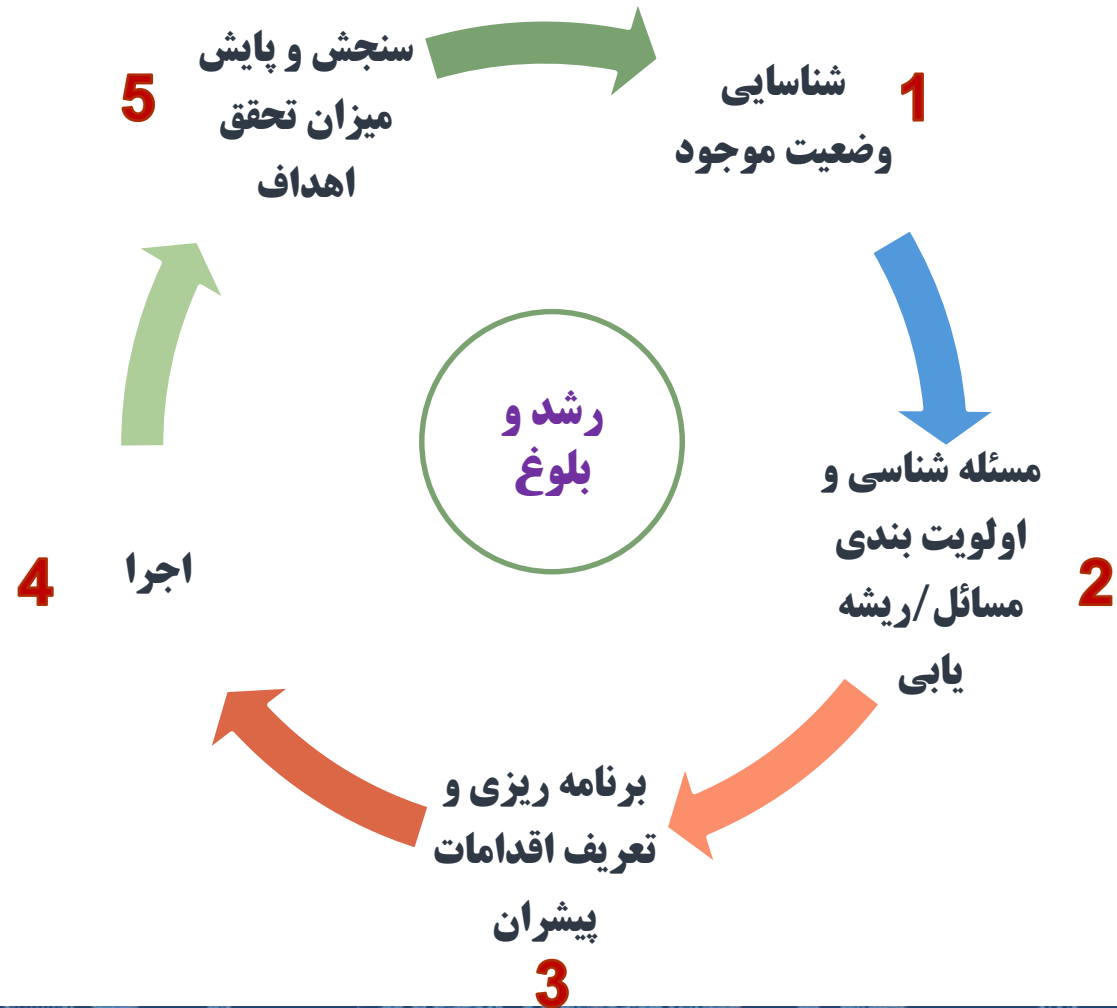 1
شناسایی
وضعیت موجود
2
مسئله شناسی و
اولویت بندی
مسائل/ریشه
یابی
3
برنامه ریزی و
تعریف اقدامات
پیشران
4
اجرا
5
سنجش و پایش
میزان تحقق
اهداف
رشد و
بلوغ